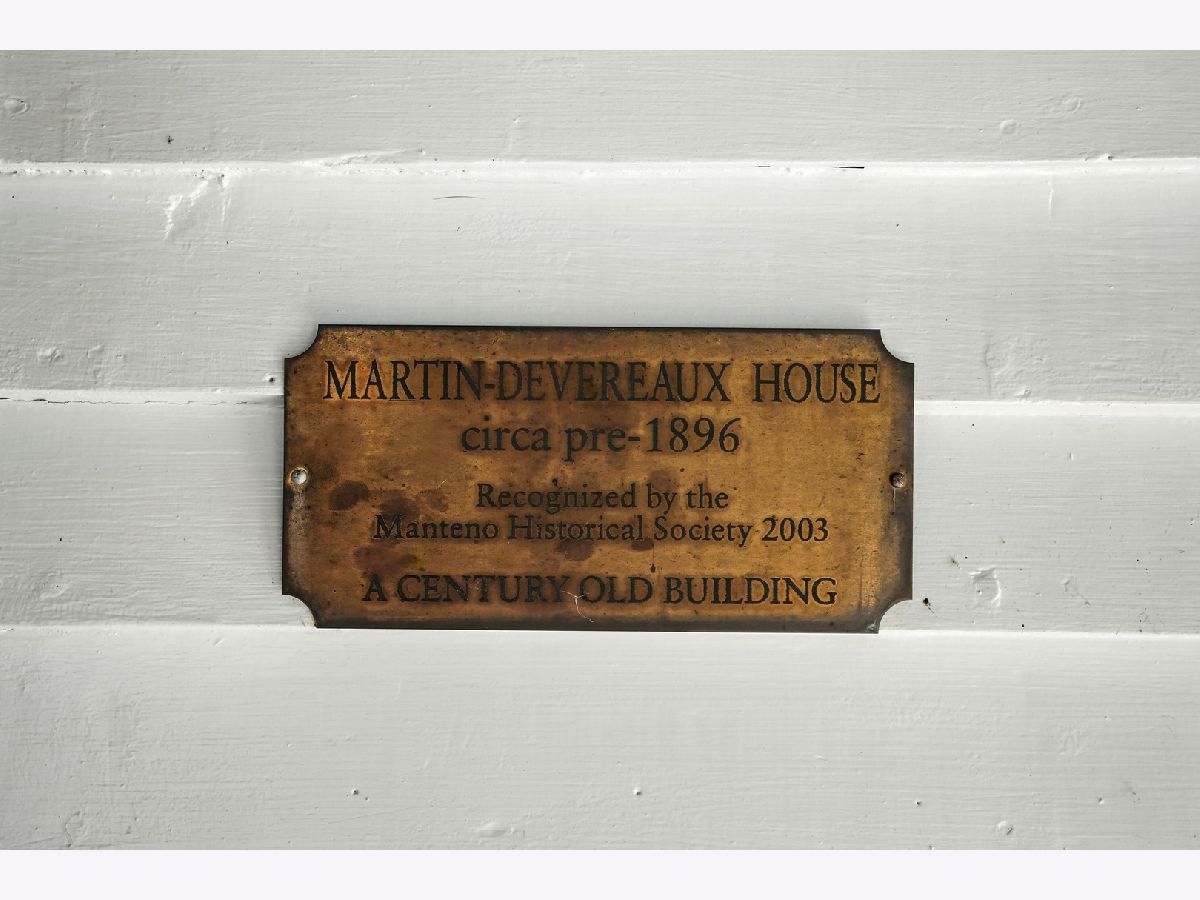 MARTIN-DEVEREAUX HOUSE
circa pre-1896
Recognized by the
Manteno Historical Society 2003
A CENTURY OLD BUILDING